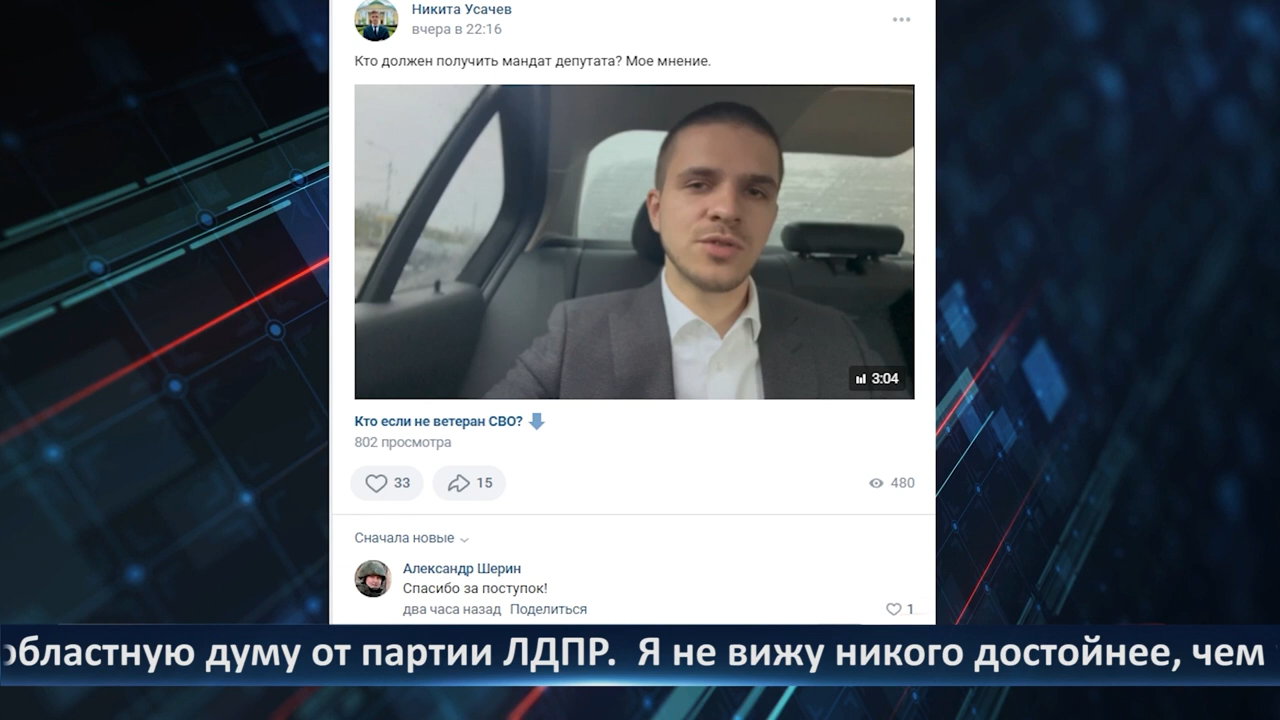 Никита Усачев
вчера в 22:16
Кто должен получить мандат депутата? Мое мнение.
3:04
Кто если не ветеран СВО?
802 просмотра
33 15 480
Сначала новые
Александр Шерин
Спасибо за поступок!
два часа назад Поделиться
1
областную думу от партии ЛДПР. Я не вижу никого достойнее, чем